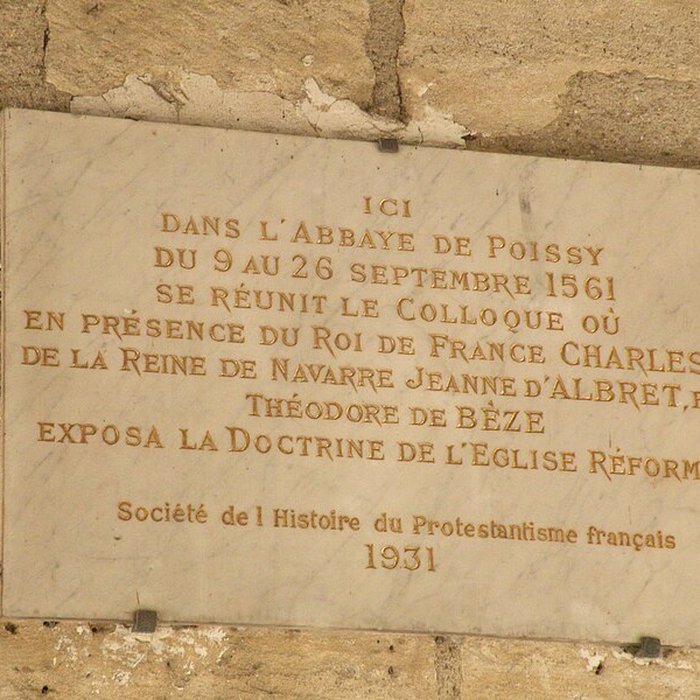 ICI
DANS L'ABBAYE DE POISSY
DU 9 AU 26 SEPTEMBRE 1561
SE RÉUNIT LE COLLOQUE OÙ
EN PRÉSENCE DU ROI DE FRANCE CHARLES
DE LA REINE DE NAVARRE JEANNE D'ALBRET,
THÉODORE DE BÈZE
EXPOSA LA DOCTRINE DE L'EGLISE RÉFORM
Société de l Histoire du Protestantisme français
1931